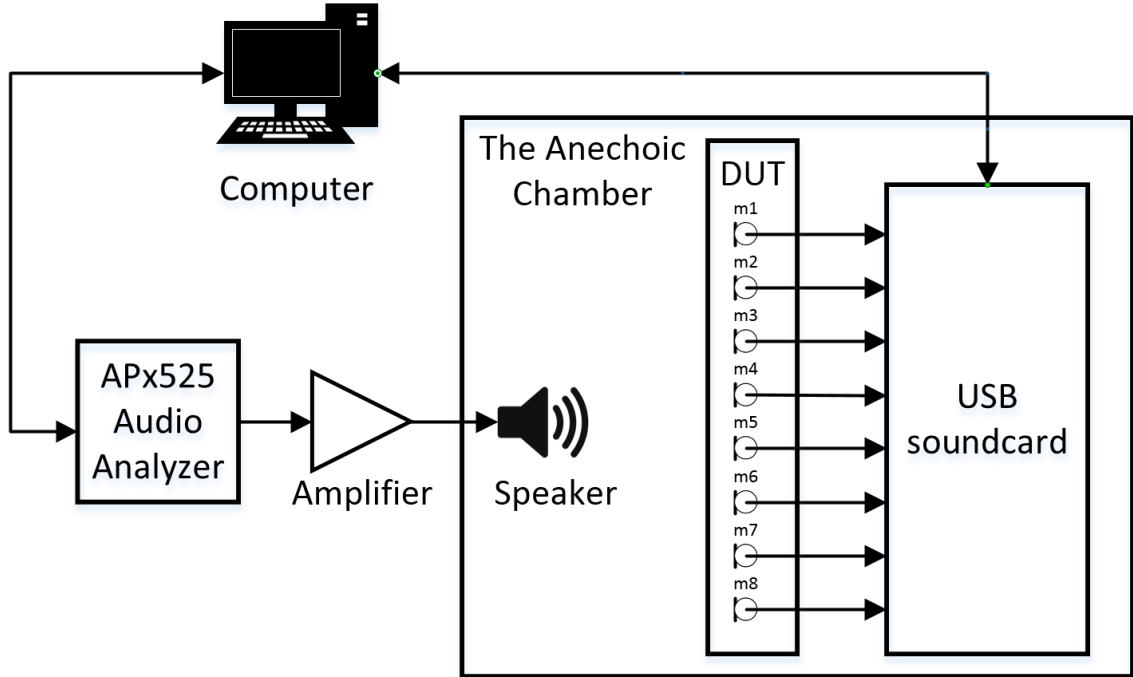 Computer
The Anechoic
Chamber
DUT
m1
m2
m3
m4
m5
m6
m7
m8
USB
soundcard
APx525
Audio
Analyzer
Amplifier
Speaker